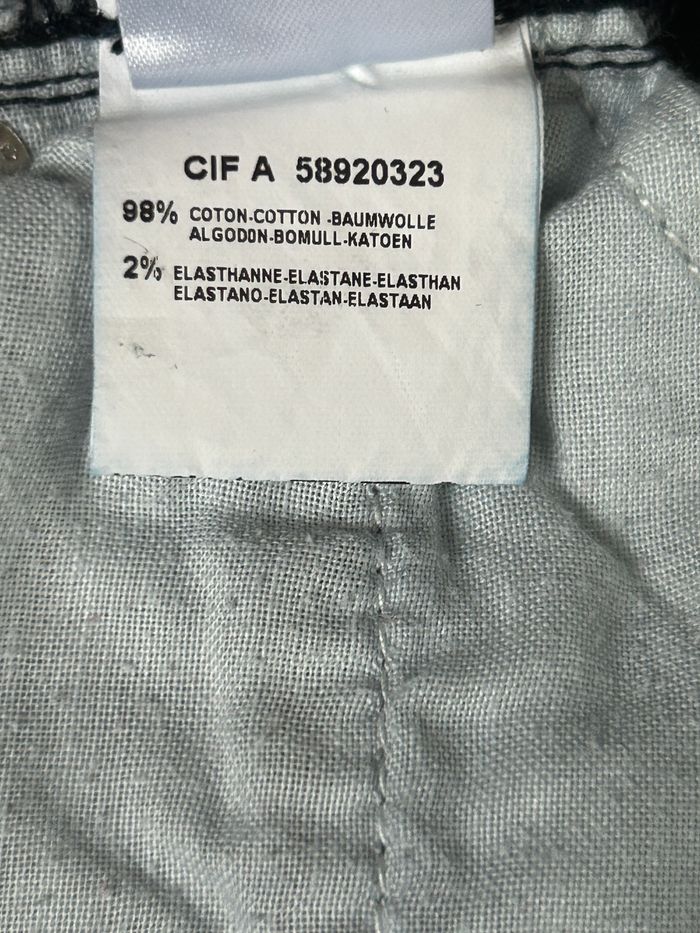 CIF A 58920323
98% COTON-COTTON -BAUMWOLLE
ALGODON-BOMULL-KATOEN
2% ELASTHANNE-ELASTANE-ELASTHAN
ELASTANO-ELASTAN-ELASTAAN